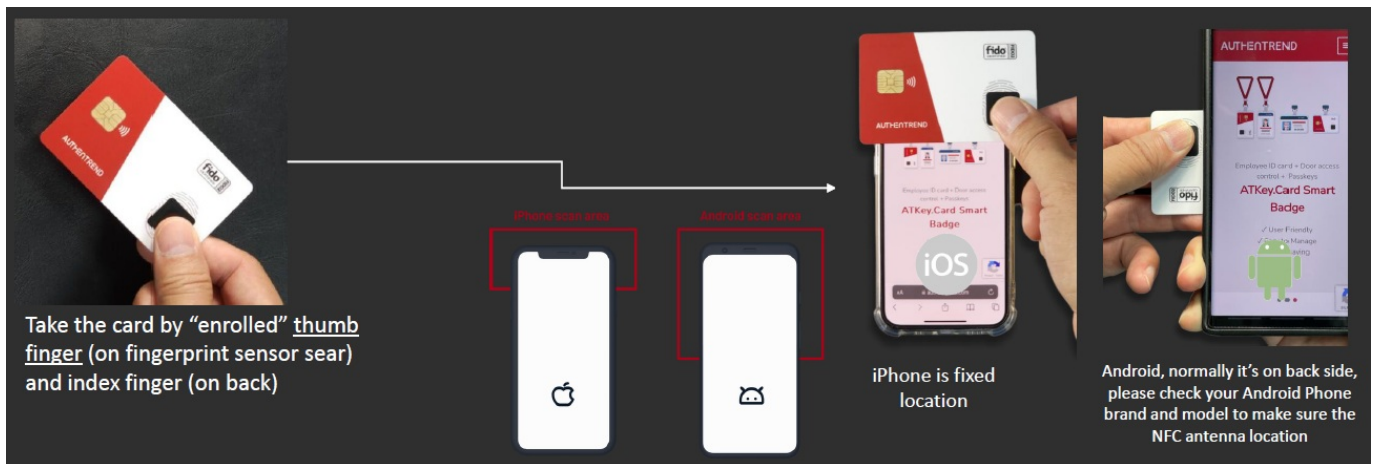 AUTHENTREND
fido
Take the card by “enrolled” thumb
finger (on fingerprint sensor sear)
and index finger (on back)
iPhone scan area
Android scan area
fido
AUTHENTREND
Employee ID card + Door access
control + Passkeys
ATKey.Card Smart
Badge
iOS
iPhone is fixed
location
AUTHENTREND
fido
Employee ID card + Door access
control + Passkeys
ATKey.Card Smart
Badge
✓ User-Friendly
Manage
Android, normally it’s on back side,
please check your Android Phone
brand and model to make sure the
NFC antenna location